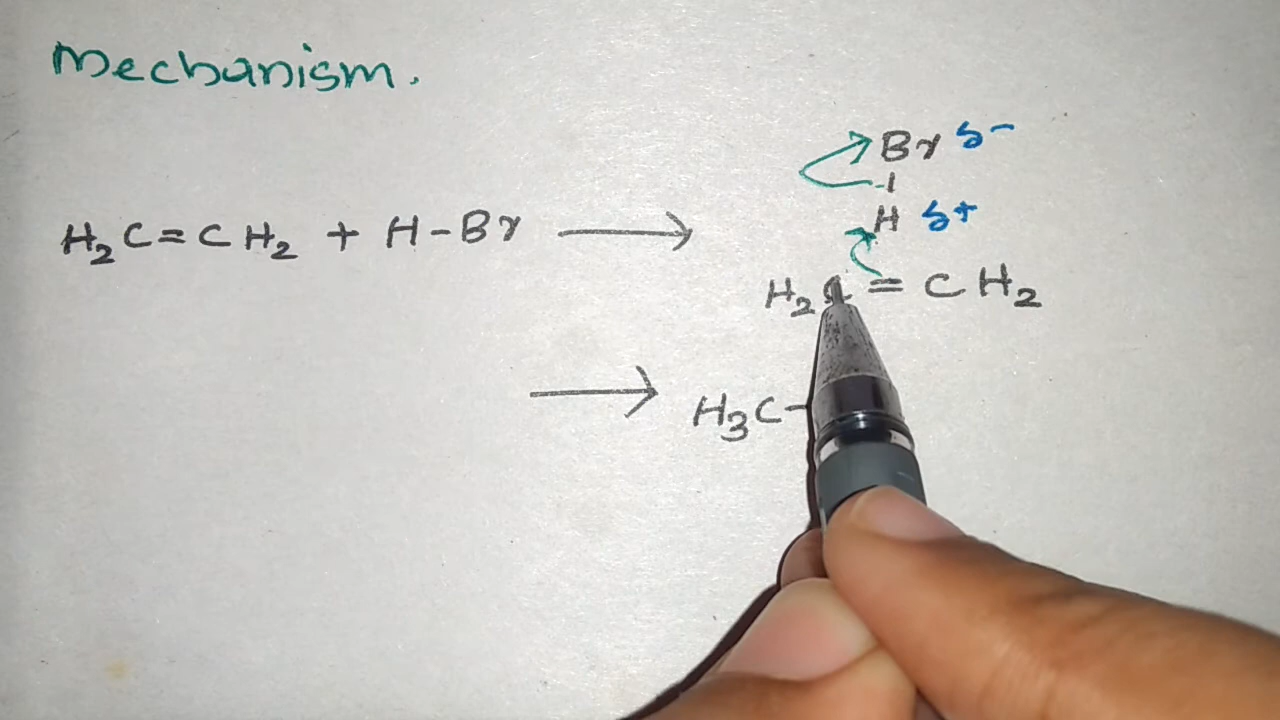 Mechanism.
Br δ-
H₂C=CH₂ + H-Br ⟶
H δ+
H₂C = CH₂
⟶ H₃C-